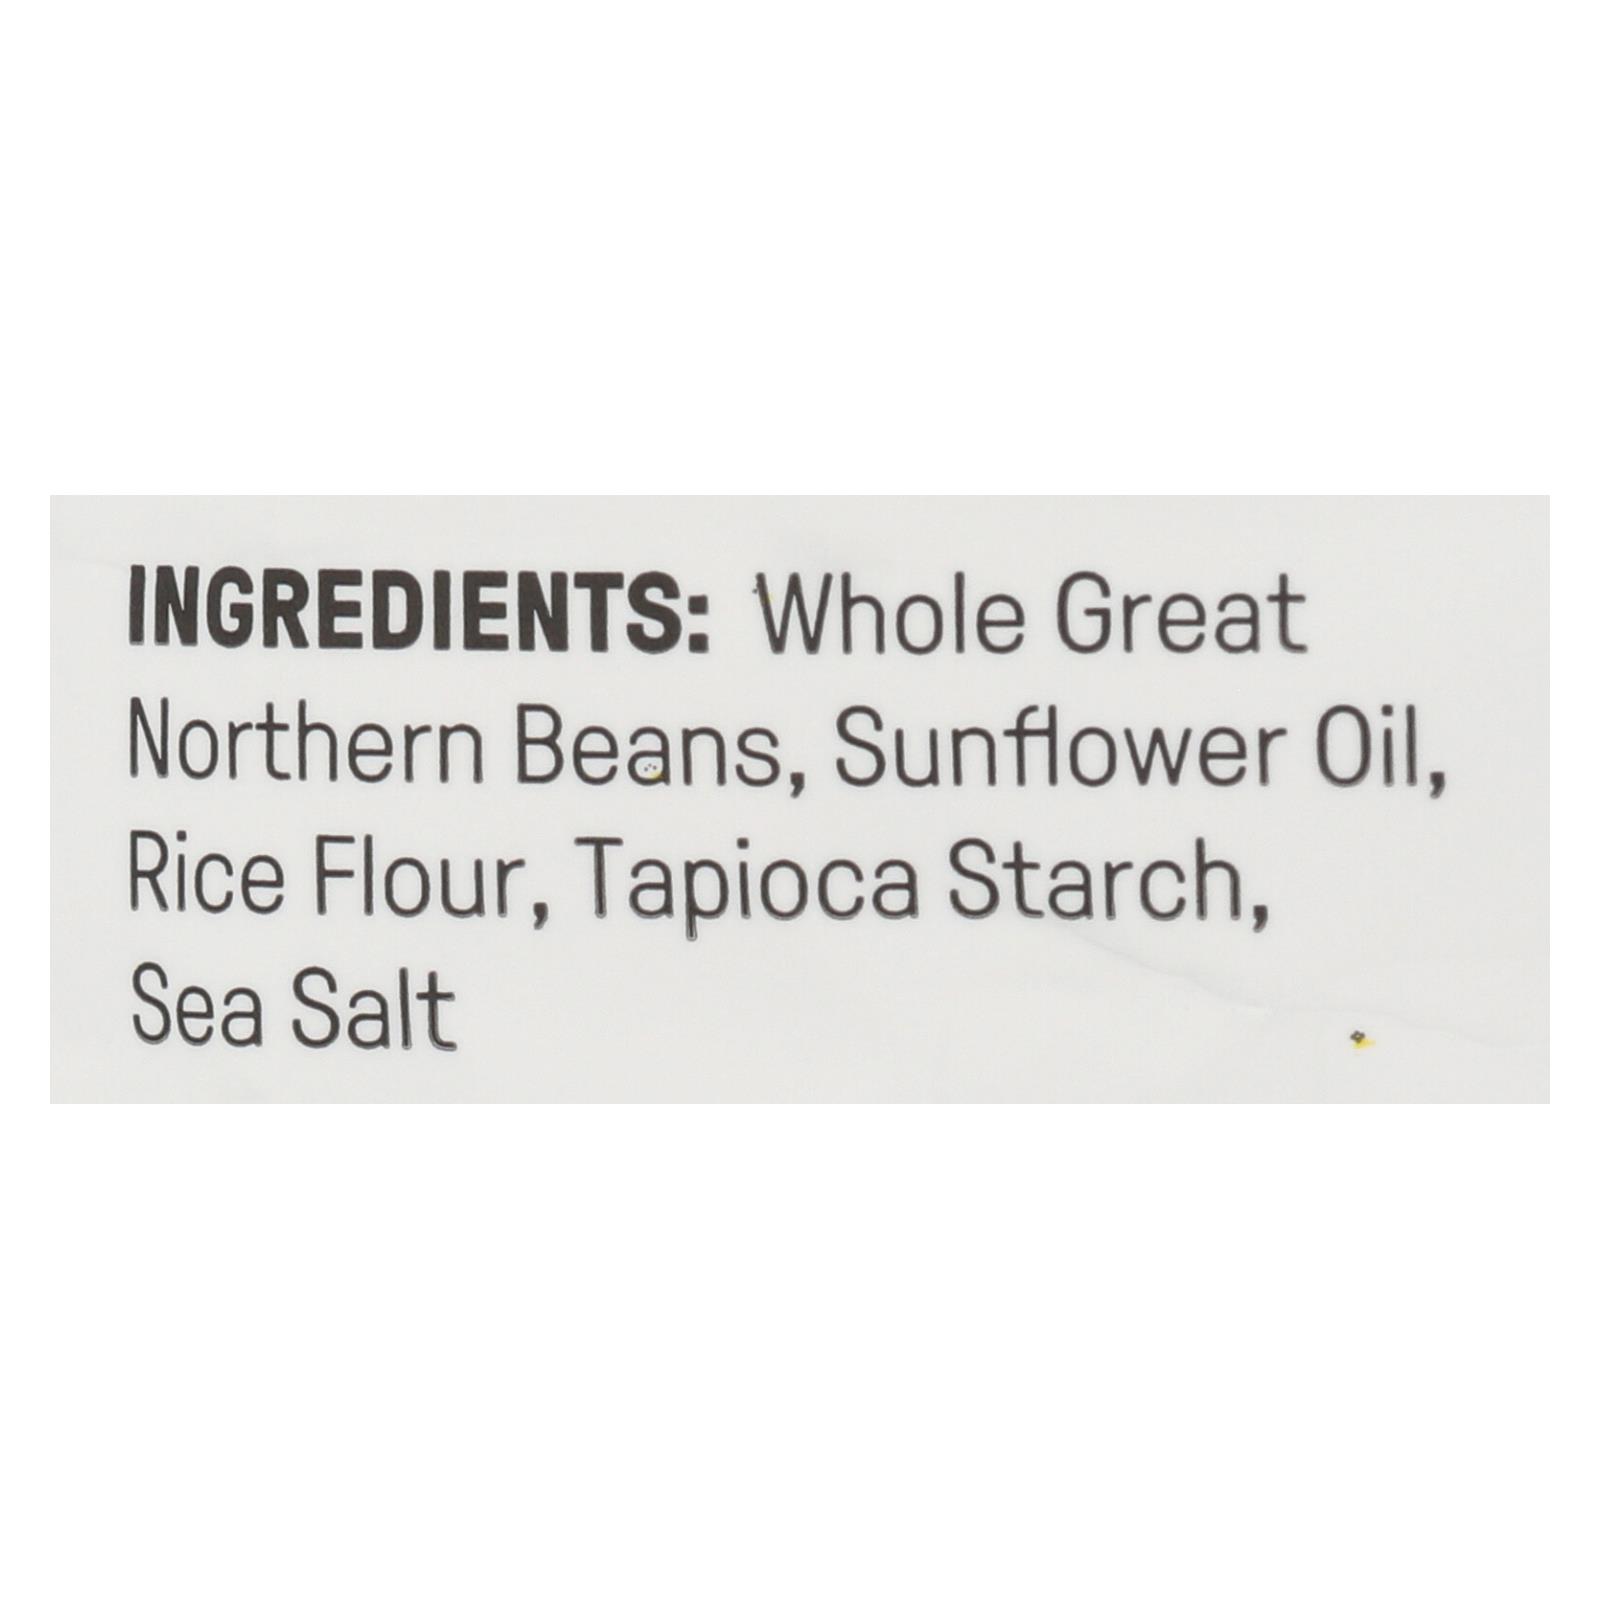 INGREDIENTS: Whole Great
Northern Beans, Sunflower Oil,
Rice Flour, Tapioca Starch,
Sea Salt